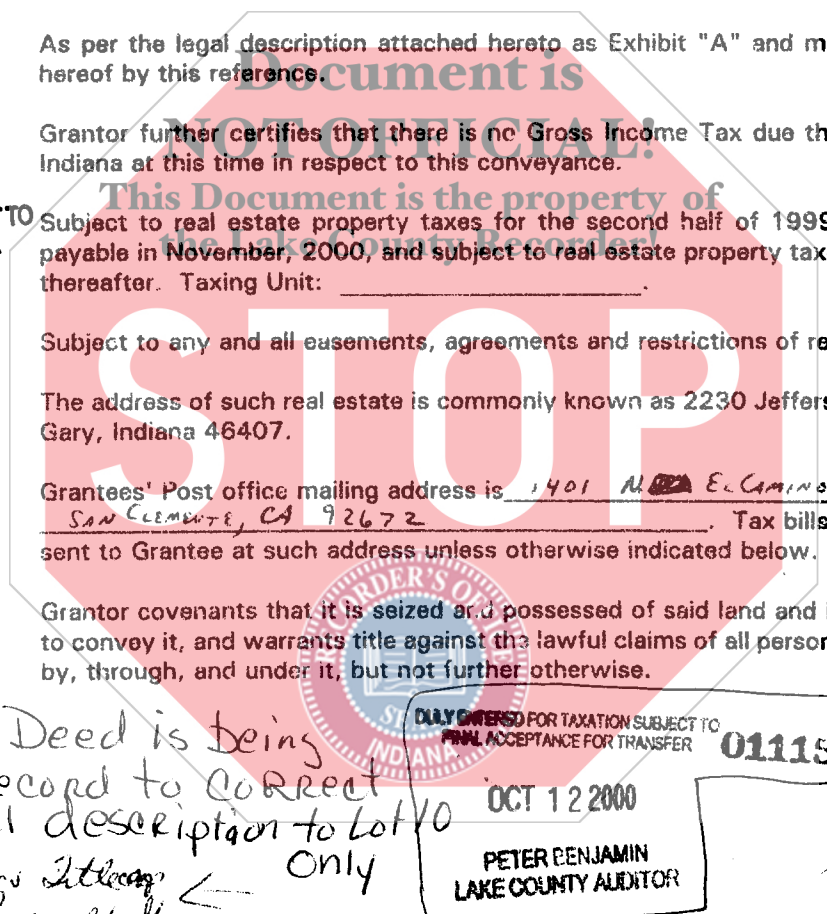 As per the legal description attached hereto as Exhibit "A" and m
hereof by this reference.
Document is
NOT OFFICIAL!
Grantor further certifies that there is no Gross Income Tax due th
Indiana at this time in respect to this conveyance.
This Document is the property of
the Lake County Recorder!
TO
Subject to real estate property taxes for the second half of 1999
payable in November, 2000, and subject to real estate property tax
thereafter. Taxing Unit:
STOP
Subject to any and all easements, agreements and restrictions of re
The address of such real estate is commonly known as 2230 Jeffers
Gary, Indiana 46407.
Grantees' Post office mailing address is 1401 N EL CAMINO
SAN CLEMENTE, CA 92672. Tax bills
sent to Grantee at such address unless otherwise indicated below.
Grantor covenants that it is seized and possessed of said land and
to convey it, and warrants title against the lawful claims of all person
by, through, and under it, but not further otherwise.
RECORDER'S OFFICE
SEAL
INDIANA
Deed is being
ecord to CORRect
l description to Lot 10
Only
DULY ENTERED FOR TAXATION SUBJECT TO
FINAL ACCEPTANCE FOR TRANSFER
01115
OCT 12 2000
PETER BENJAMIN
LAKE COUNTY AUDITOR